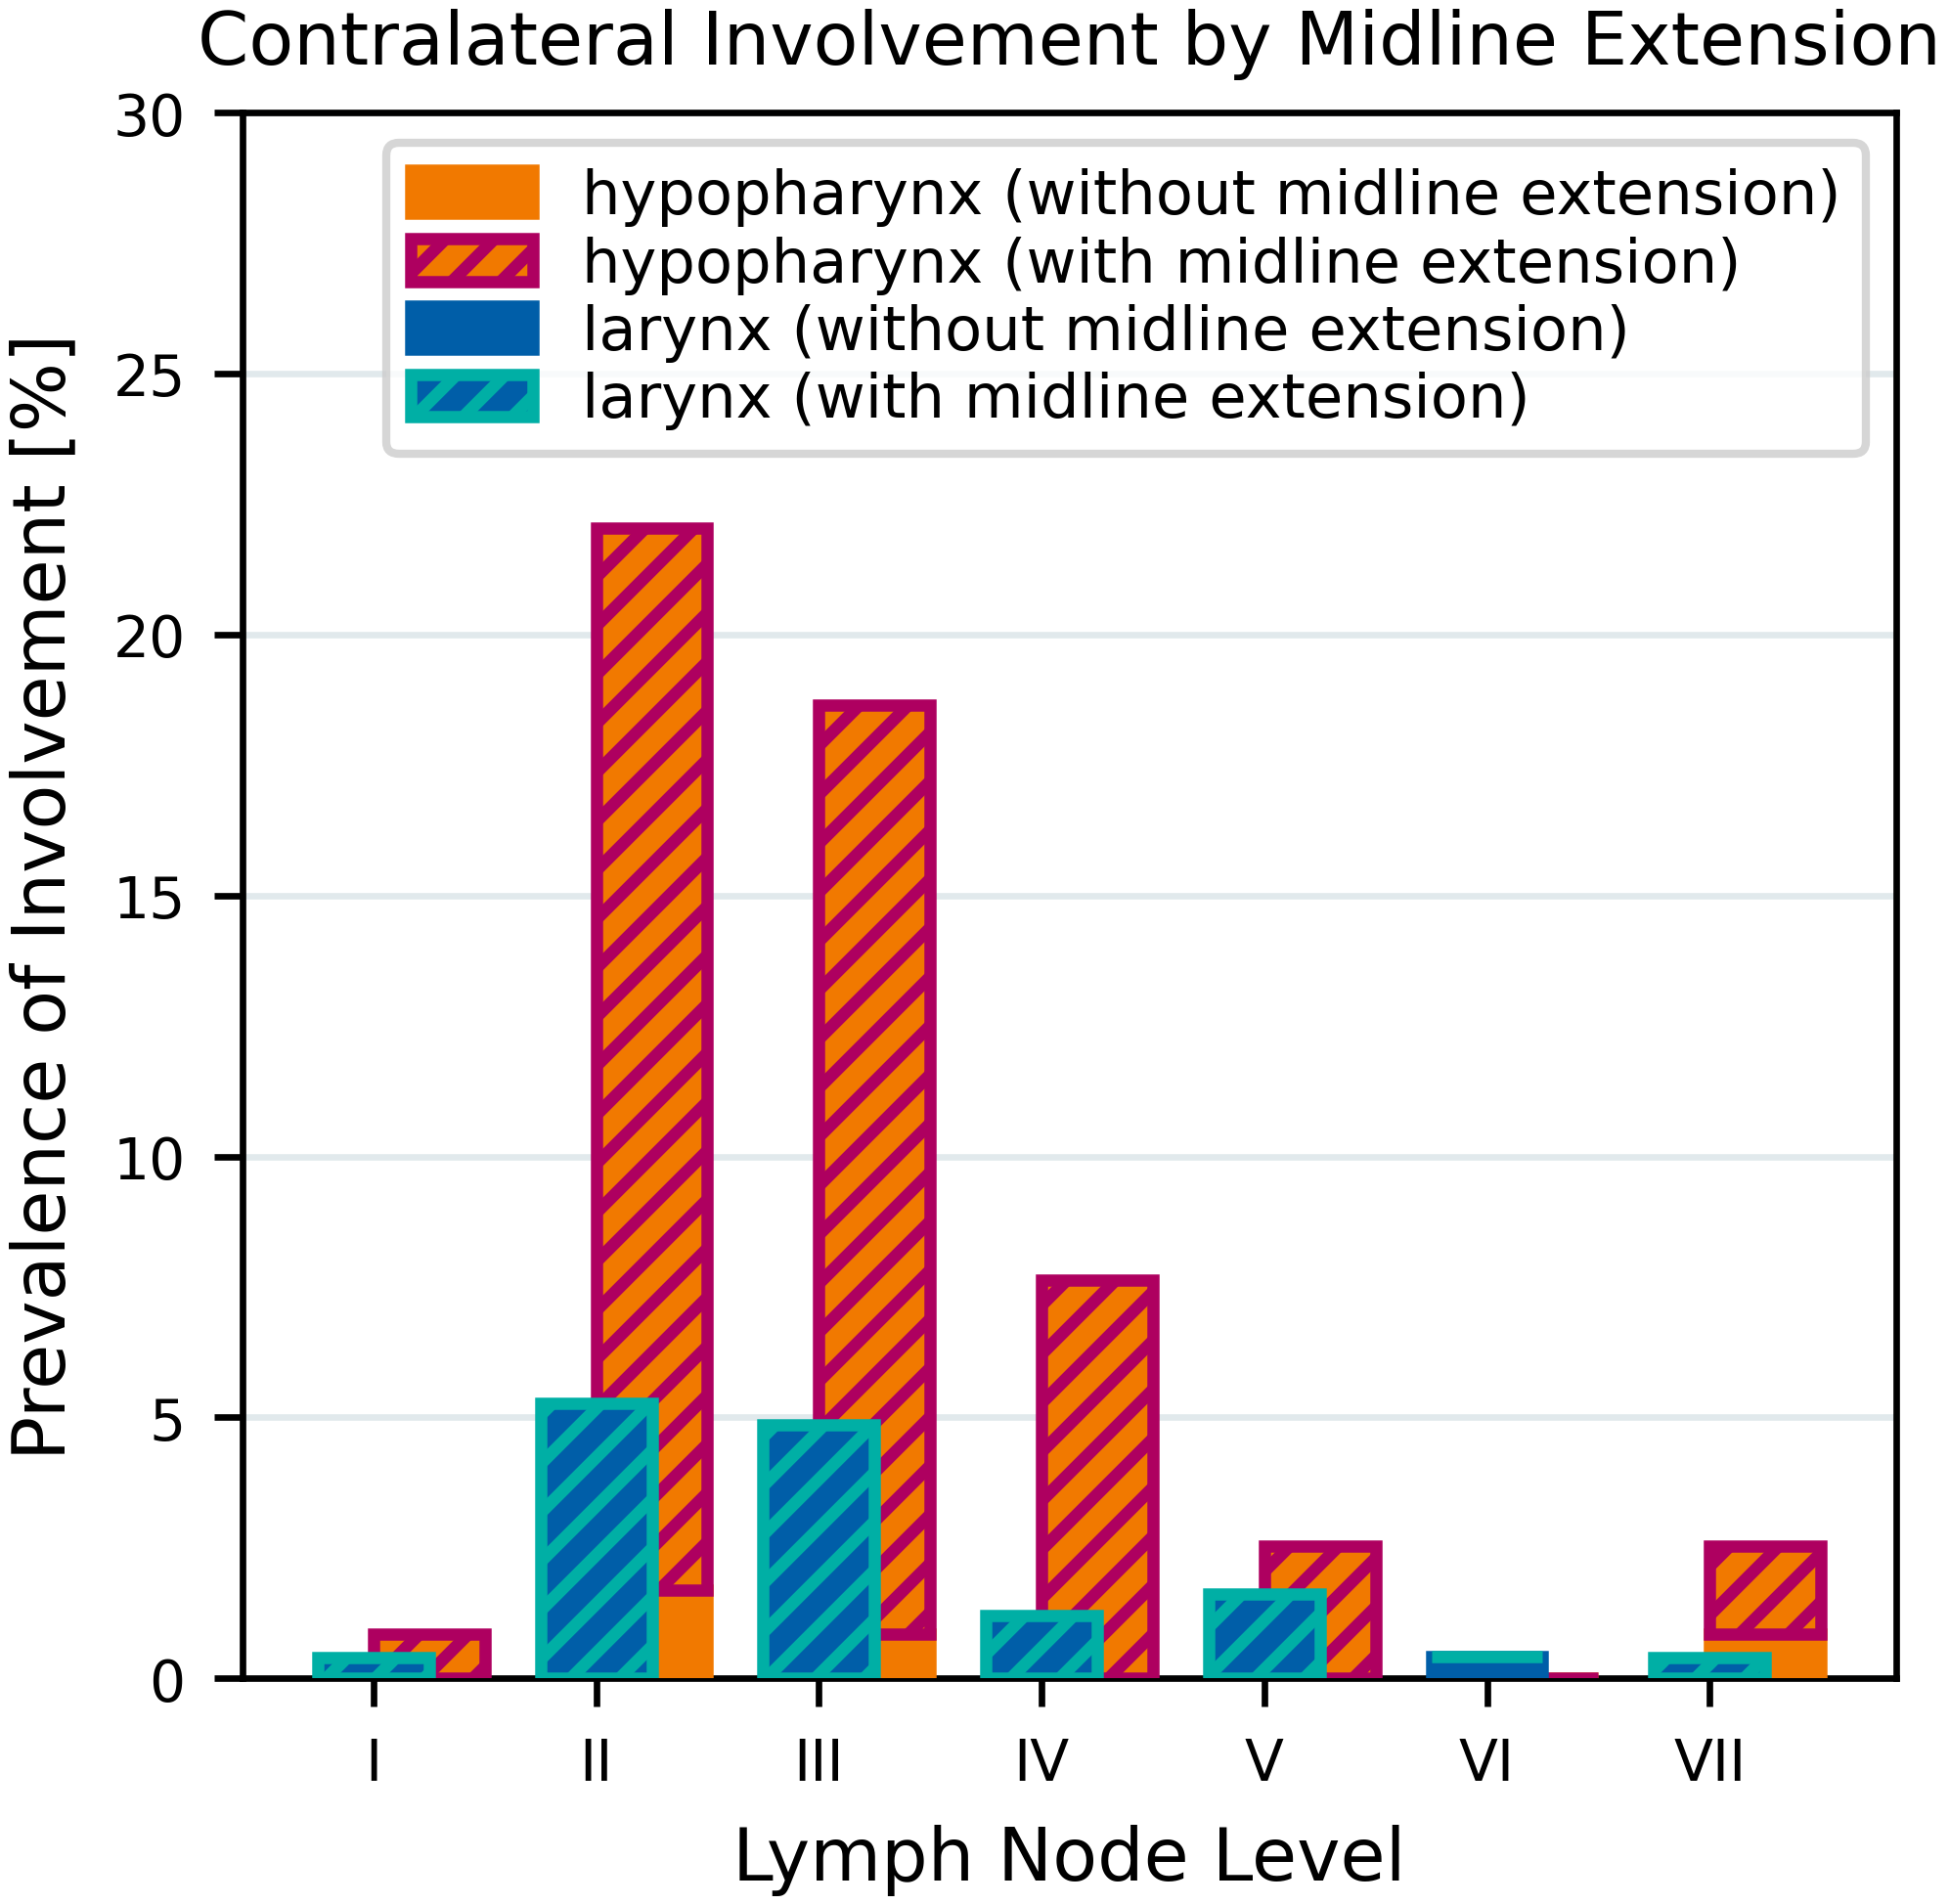 Contralateral Involvement by Midline Extension
30
25
20
15
10
5
0
Prevalence of Involvement [%]
hypopharynx (without midline extension)
hypopharynx (with midline extension)
larynx (without midline extension)
larynx (with midline extension)
I II III IV V VI VII
Lymph Node Level